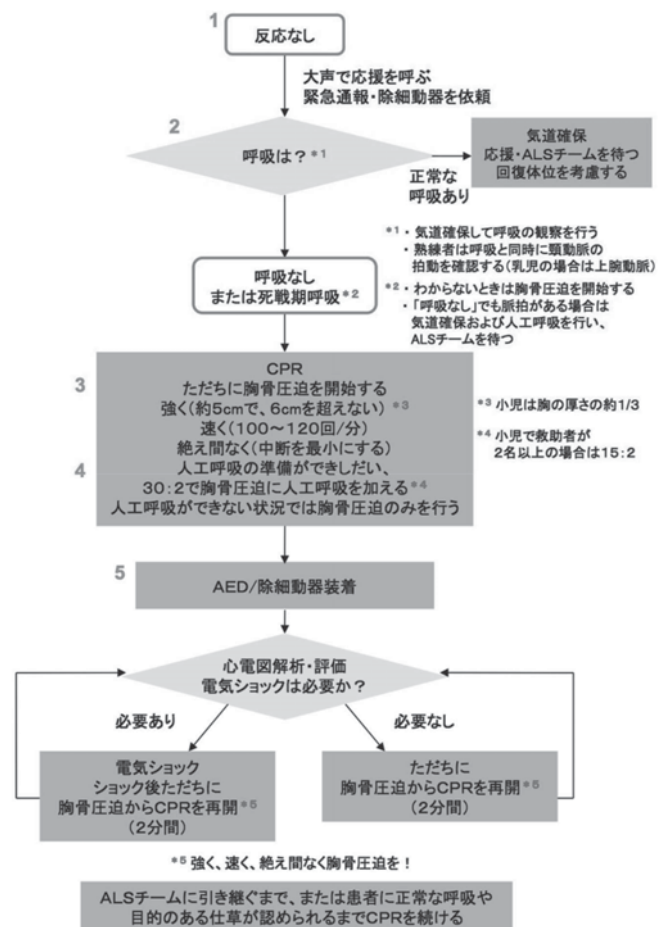 1
反応なし
大声で応援を呼ぶ
緊急通報・除細動器を依頼
2
呼吸は？*1
正常な
呼吸あり
気道確保
応援・ALSチームを待つ
回復体位を考慮する
*1・気道確保して呼吸の観察を行う
・熟練者は呼吸と同時に頸動脈の
拍動を確認する(乳児の場合は上腕動脈)
呼吸なし
または死戦期呼吸*2
*2・わからないときは胸骨圧迫を開始する
・「呼吸なし」でも脈拍がある場合は
気道確保および人工呼吸を行い、
ALSチームを待つ
3
CPR
ただちに胸骨圧迫を開始する
強く(約5cmで、6cmを超えない)*3
速く(100～120回/分)
絶え間なく(中断を最小にする)
4
人工呼吸の準備ができしだい、
30：2で胸骨圧迫に人工呼吸を加える*4
人工呼吸ができない状況では胸骨圧迫のみを行う
*3 小児は胸の厚さの約1/3
*4 小児で救助者が
2名以上の場合は15：2
5
AED/除細動器装着
心電図解析・評価
電気ショックは必要か？
必要あり
必要なし
電気ショック
ショック後ただちに
胸骨圧迫からCPRを再開*5
(2分間)
ただちに
胸骨圧迫からCPRを再開*5
(2分間)
*5 強く、速く、絶え間なく胸骨圧迫を！
ALSチームに引き継ぐまで、または患者に正常な呼吸や
目的のある仕草が認められるまでCPRを続ける